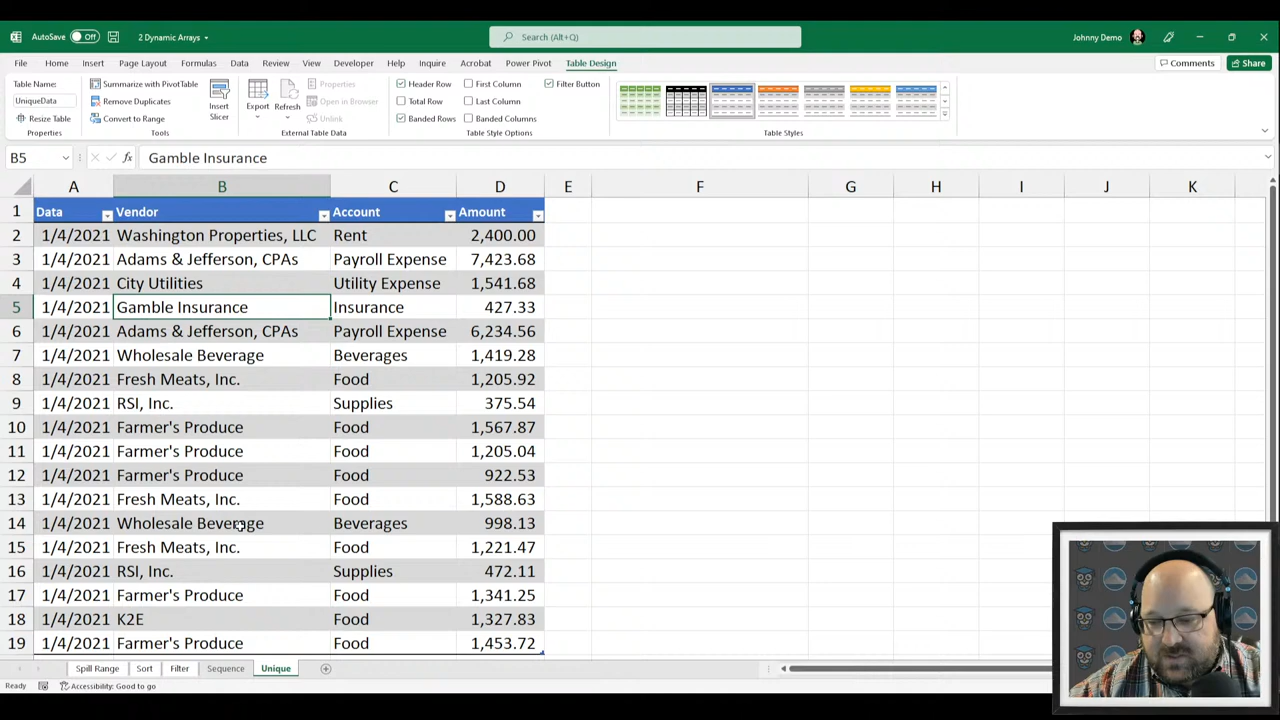 AutoSave Off 2 Dynamic Arrays Search (Alt+Q) Johnny Demo
File Home Insert Page Layout Formulas Data Review View Developer Help Inquire Acrobat Power Pivot Table Design Comments Share
Table Name: Summarize with PivotTable Properties Header Row First Column Filter Button
UniqueData Remove Duplicates Insert Slicer Export Refresh Open in Browser Total Row Last Column
Resize Table Convert to Range Unlink Banded Rows Banded Columns
Properties Tools External Table Data Table Style Options Table Styles
B5 fx Gamble Insurance
A B C D E F G H I J K
1 Data Vendor Account Amount
2 1/4/2021 Washington Properties, LLC Rent 2,400.00
3 1/4/2021 Adams & Jefferson, CPAs Payroll Expense 7,423.68
4 1/4/2021 City Utilities Utility Expense 1,541.68
5 1/4/2021 Gamble Insurance Insurance 427.33
6 1/4/2021 Adams & Jefferson, CPAs Payroll Expense 6,234.56
7 1/4/2021 Wholesale Beverage Beverages 1,419.28
8 1/4/2021 Fresh Meats, Inc. Food 1,205.92
9 1/4/2021 RSI, Inc. Supplies 375.54
10 1/4/2021 Farmer's Produce Food 1,567.87
11 1/4/2021 Farmer's Produce Food 1,205.04
12 1/4/2021 Farmer's Produce Food 922.53
13 1/4/2021 Fresh Meats, Inc. Food 1,588.63
14 1/4/2021 Wholesale Beverage Beverages 998.13
15 1/4/2021 Fresh Meats, Inc. Food 1,221.47
16 1/4/2021 RSI, Inc. Supplies 472.11
17 1/4/2021 Farmer's Produce Food 1,341.25
18 1/4/2021 K2E Food 1,327.83
19 1/4/2021 Farmer's Produce Food 1,453.72
Spill Range Sort Filter Sequence Unique
Ready Accessibility: Good to go